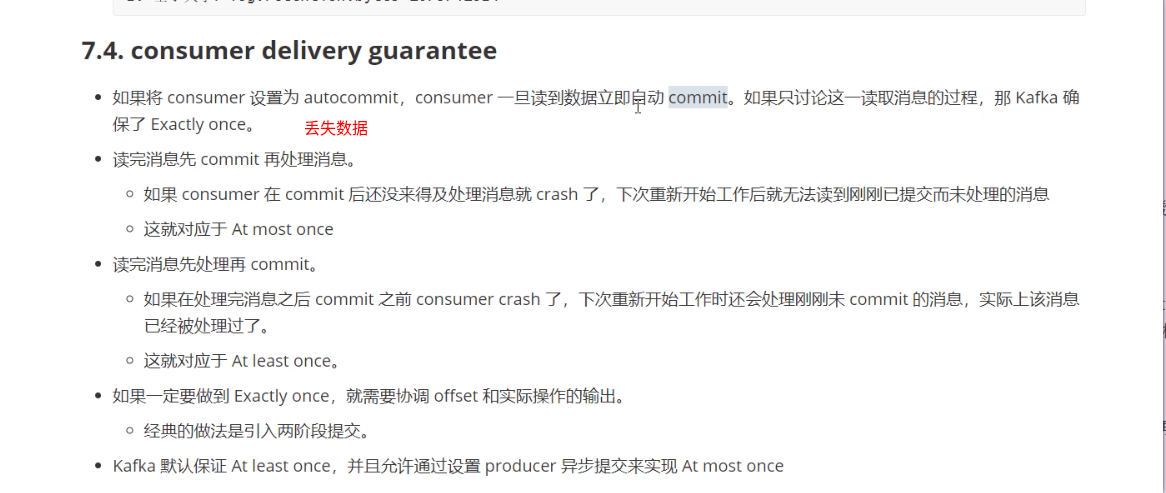 7.4. consumer delivery guarantee
如果将 consumer 设置为 autocommit，consumer 一旦读到数据立即自动 commit。如果只讨论这一读取消息的过程，那 Kafka 确
保了 Exactly once。
丢失数据
读完消息先 commit 再处理消息。
如果 consumer 在 commit 后还没来得及处理消息就 crash 了，下次重新开始工作后就无法读到刚刚已提交而未处理的消息
这就对应于 At most once
读完消息先处理再 commit。
如果在处理完消息之后 commit 之前 consumer crash 了，下次重新开始工作时还会处理刚刚未 commit 的消息，实际上该消息
已经被处理过了。
这就对应于 At least once。
如果一定要做到 Exactly once，就需要协调 offset 和实际操作的输出。
经典的做法是引入两阶段提交。
Kafka 默认保证 At least once，并且允许通过设置 producer 异步提交来实现 At most once